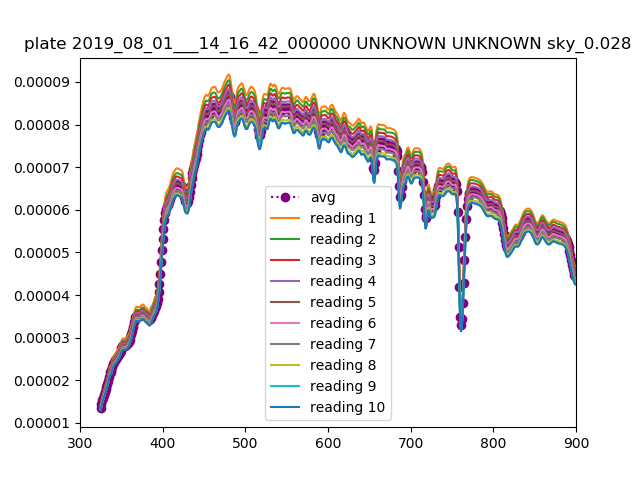 plate 2019_08_01___14_16_42_000000 UNKNOWN UNKNOWN sky_0.028
0.00009
0.00008
0.00007
0.00006
0.00005
0.00004
0.00003
0.00002
0.00001
avg
reading 1
reading 2
reading 3
reading 4
reading 5
reading 6
reading 7
reading 8
reading 9
reading 10
300 400 500 600 700 800 900